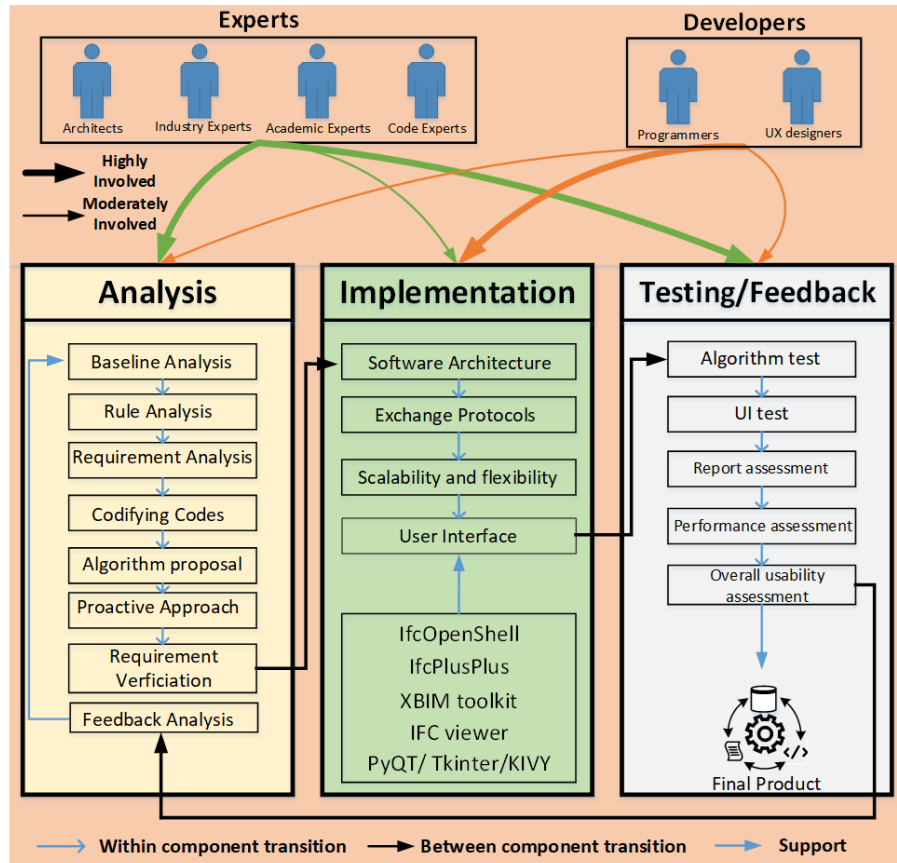 Experts
Developers
Architects
Industry Experts
Academic Experts
Code Experts
Programmers
UX designers
Highly
Involved
Moderately
Involved
Analysis
Baseline Analysis
Rule Analysis
Requirement Analysis
Codifying Codes
Algorithm proposal
Proactive Approach
Requirement
Verficiation
Feedback Analysis
Implementation
Software Architecture
Exchange Protocols
Scalability and flexibility
User Interface
IfcOpenShell
IfcPlusPlus
XBIM toolkit
IFC viewer
PyQT/ Tkinter/KIVY
Testing/Feedback
Algorithm test
UI test
Report assessment
Performance assessment
Overall usability
assessment
</>
Final Product
Within component transition
Between component transition
Support